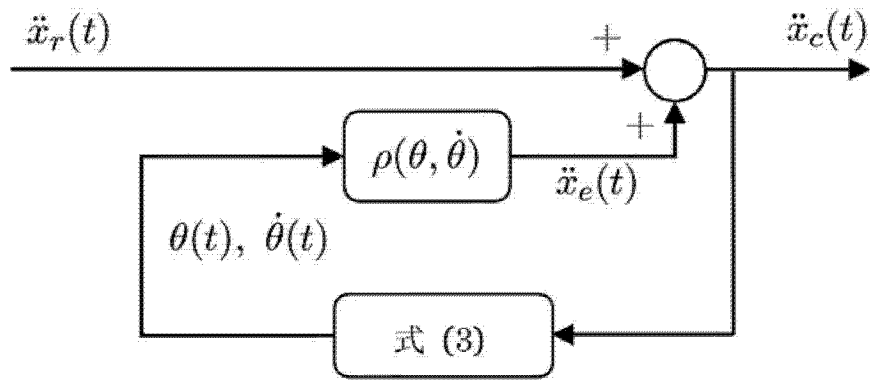 ẍ_r(t)
+
ẍ_c(t)
+
ρ(θ, θ̇)
ẍ_e(t)
θ(t), θ̇(t)
式 (3)